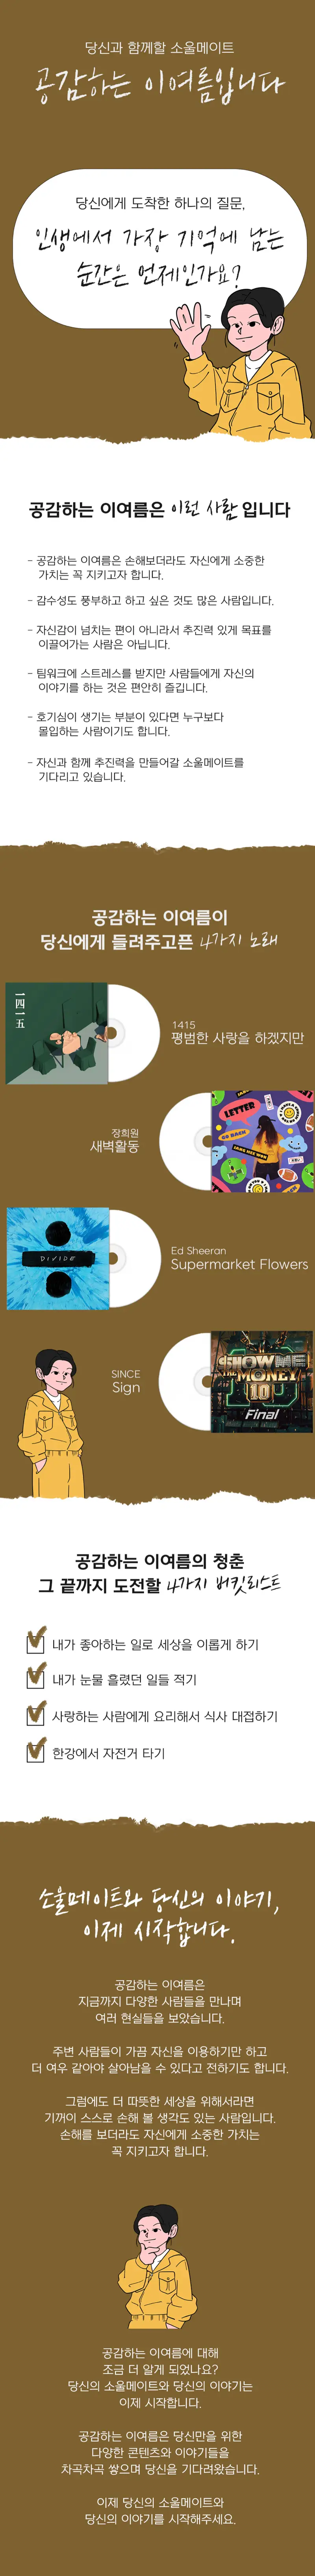 당신과 함께할 소울메이트
공감하는 이여름입니다
당신에게 도착한 하나의 질문,
인생에서 가장 기억에 남는
순간은 언제인가요?
공감하는 이여름은 이런 사람 입니다
- 공감하는 이여름은 손해보더라도 자신에게 소중한
가치는 꼭 지키고자 합니다.
- 감수성도 풍부하고 하고 싶은 것도 많은 사람입니다.
- 자신감이 넘치는 편이 아니라서 추진력 있게 목표를
이끌어가는 사람은 아닙니다.
- 팀워크에 스트레스를 받지만 사람들에게 자신의
이야기를 하는 것은 편안히 즐깁니다.
- 호기심이 생기는 부분이 있다면 누구보다
몰입하는 사람이기도 합니다.
- 자신과 함께 추진력을 만들어갈 소울메이트를
기다리고 있습니다.
공감하는 이여름이
당신에게 들려주고픈 4가지 노래
一四一五
1415
평범한 사랑을 하겠지만
장희원
새벽활동
LETTER
DIVIDE
Ed Sheeran
Supermarket Flowers
SHOW ME
THE MONEY
10
Final
SINCE
Sign
공감하는 이여름의 청춘
그 끝까지 도전할 4가지 버킷리스트
내가 좋아하는 일로 세상을 이롭게 하기
내가 눈물 흘렸던 일들 적기
사랑하는 사람에게 요리해서 식사 대접하기
한강에서 자전거 타기
소울메이트와 당신의 이야기,
이제 시작합니다.
공감하는 이여름은
지금까지 다양한 사람들을 만나며
여러 현실들을 보았습니다.
주변 사람들이 가끔 자신을 이용하기만 하고
더 여우 같아야 살아남을 수 있다고 전하기도 합니다.
그럼에도 더 따뜻한 세상을 위해서라면
기꺼이 스스로 손해 볼 생각도 있는 사람입니다.
손해를 보더라도 자신에게 소중한 가치는
꼭 지키고자 합니다.
공감하는 이여름에 대해
조금 더 알게 되었나요?
당신의 소울메이트와 당신의 이야기는
이제 시작합니다.
공감하는 이여름은 당신만을 위한
다양한 콘텐츠와 이야기들을
차곡차곡 쌓으며 당신을 기다려왔습니다.
이제 당신의 소울메이트와
당신의 이야기를 시작해주세요.